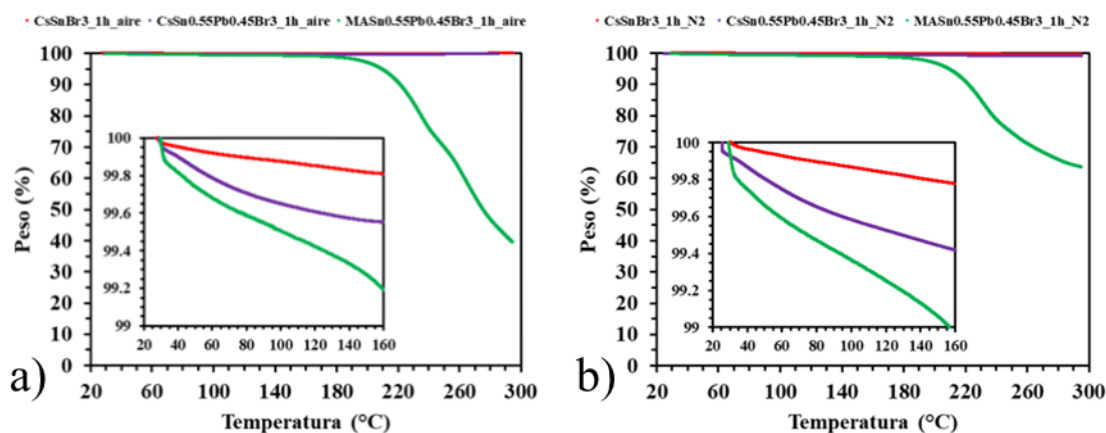 CsSnBr3_1h_aire CsSn0.55Pb0.45Br3_1h_aire MASn0.55Pb0.45Br3_1h_aire
100
90
80
70
60
50
40
30
20
10
0
Peso (%)
100
99.8
99.6
99.4
99.2
99
20 40 60 80 100 120 140 160
20 60 100 140 180 220 260 300
Temperatura (°C)
a)
CsSnBr3_1h_N2 CsSn0.55Pb0.45Br3_1h_N2 MASn0.55Pb0.45Br3_1h_N2
100
90
80
70
60
50
40
30
20
10
0
Peso (%)
100
99.8
99.6
99.4
99.2
99
20 40 60 80 100 120 140 160
20 60 100 140 180 220 260 300
Temperatura (°C)
b)